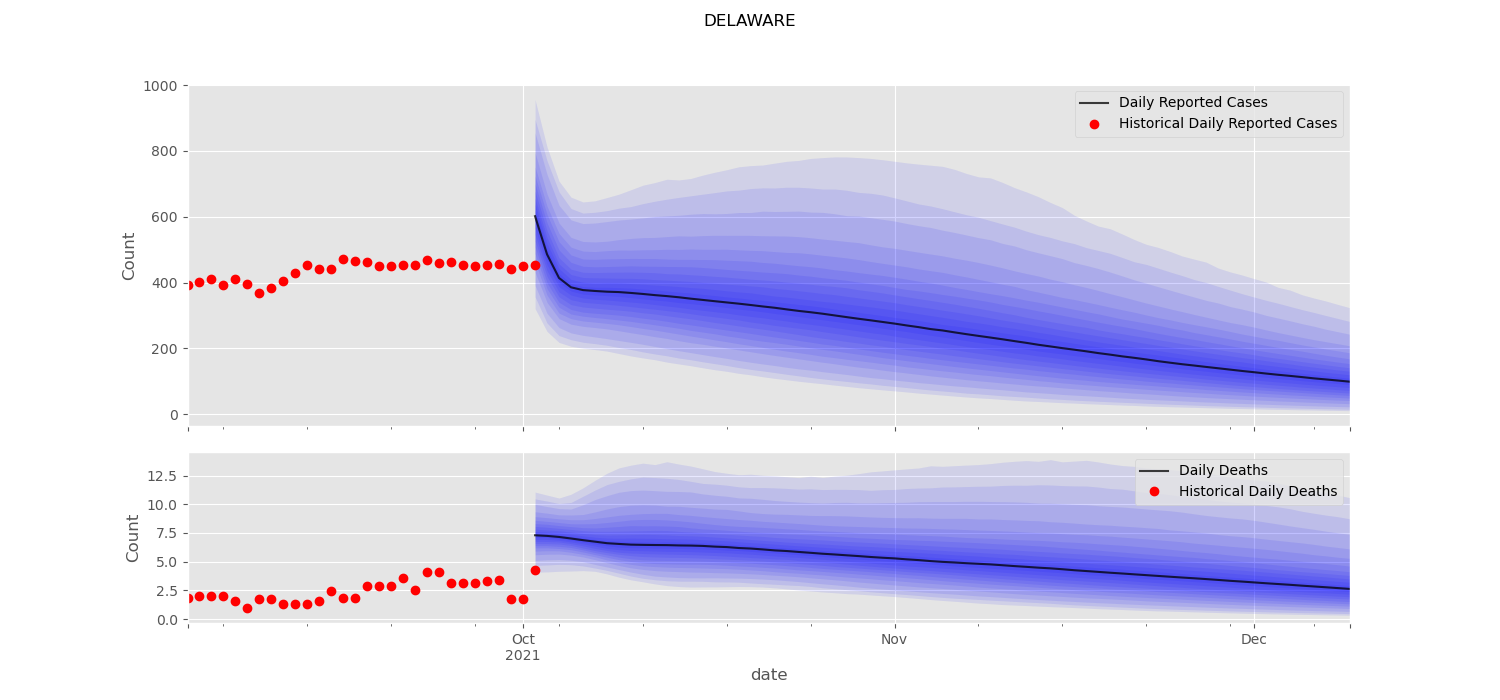 DELAWARE
1000
800
600
400
200
0
Count
Daily Reported Cases
Historical Daily Reported Cases
12.5
10.0
7.5
5.0
2.5
0.0
Count
Daily Deaths
Historical Daily Deaths
Oct Nov Dec
2021
date